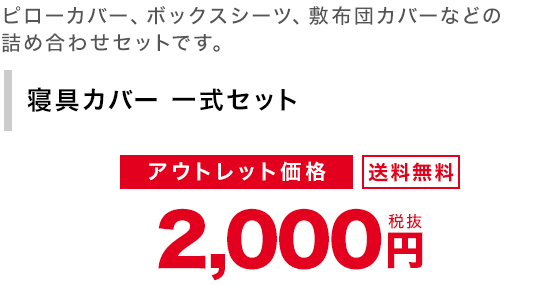 ピローカバー、ボックスシーツ、敷布団カバーなどの
詰め合わせセットです。
寝具カバー 一式セット
アウトレット価格 送料無料
2,000円 税抜